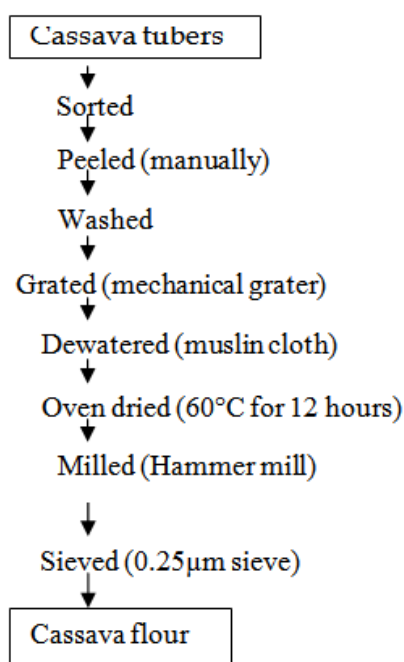 Cassava tubers
Sorted
Peeled (manually)
Washed
Grated (mechanical grater)
Dewatered (muslin cloth)
Oven dried (60°C for 12 hours)
Milled (Hammer mill)
Sieved (0.25µm sieve)
Cassava flour